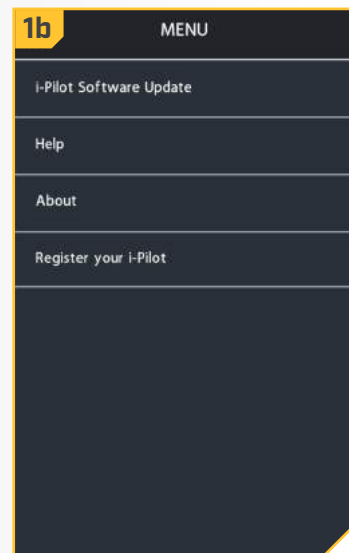 1b
MENU
i-Pilot Software Update
Help
About
Register your i-Pilot